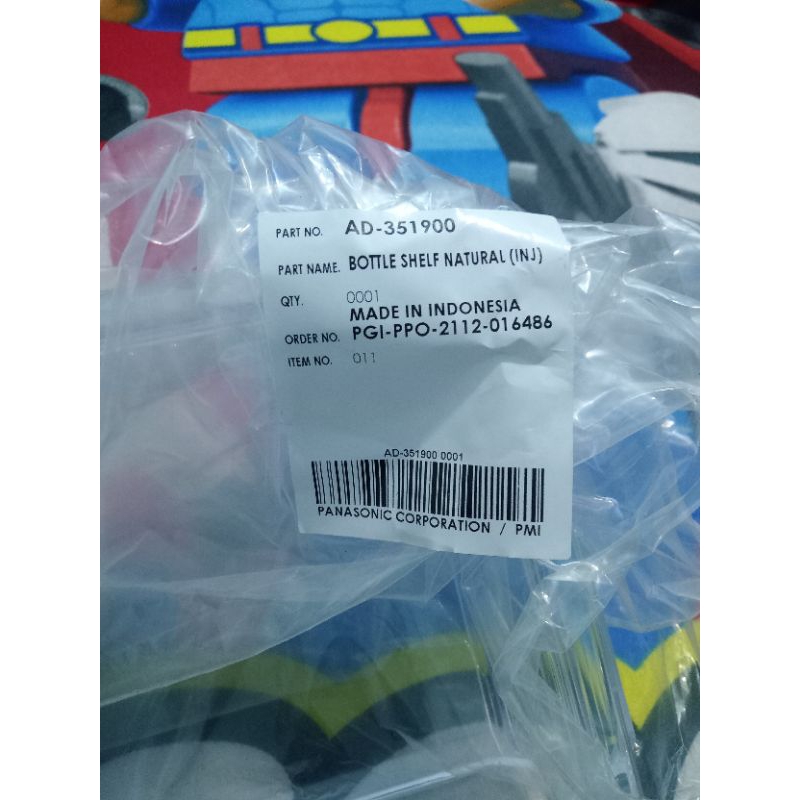 PART NO. AD-351900
PART NAME. BOTTLE SHELF NATURAL (INJ)
QTY. 0001
MADE IN INDONESIA
ORDER NO. PGI-PPO-2112-016486
ITEM NO. 011
AD-351900 0001
PANASONIC CORPORATION / PMI